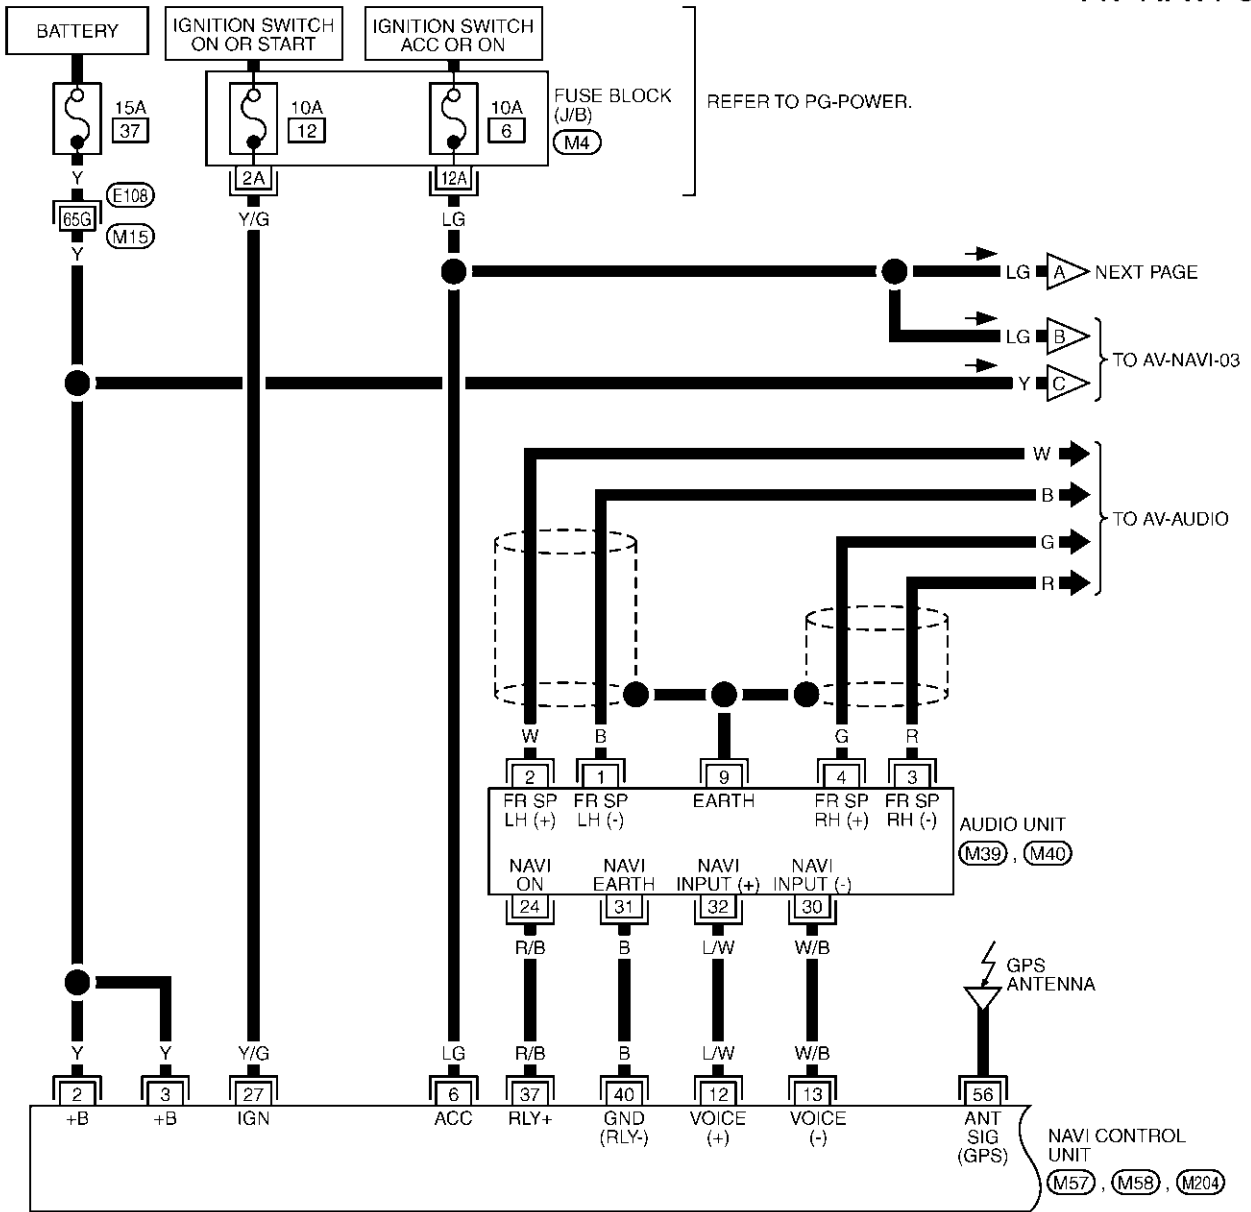 BATTERY
IGNITION SWITCH
ON OR START
IGNITION SWITCH
ACC OR ON
15A
37
10A
12
10A
6
FUSE BLOCK
(J/B)
M4
REFER TO PG-POWER.
2A
12A
Y
E108
65G
M15
Y
Y/G
LG
LG
A
NEXT PAGE
LG
B
Y
C
TO AV-NAVI-03
W
B
G
R
TO AV-AUDIO
W
B
G
R
2
1
9
4
3
FR SP
LH (+)
FR SP
LH (-)
EARTH
FR SP
RH (+)
FR SP
RH (-)
AUDIO UNIT
M39 , M40
NAVI
ON
NAVI
EARTH
NAVI
INPUT (+)
NAVI
INPUT (-)
24
31
32
30
R/B
B
L/W
W/B
GPS
ANTENNA
Y
Y
Y/G
LG
R/B
B
L/W
W/B
2
3
27
6
37
40
12
13
56
+B
+B
IGN
ACC
RLY+
GND
(RLY-)
VOICE
(+)
VOICE
(-)
ANT
SIG
(GPS)
NAVI CONTROL
UNIT
M57 , M58 , M204